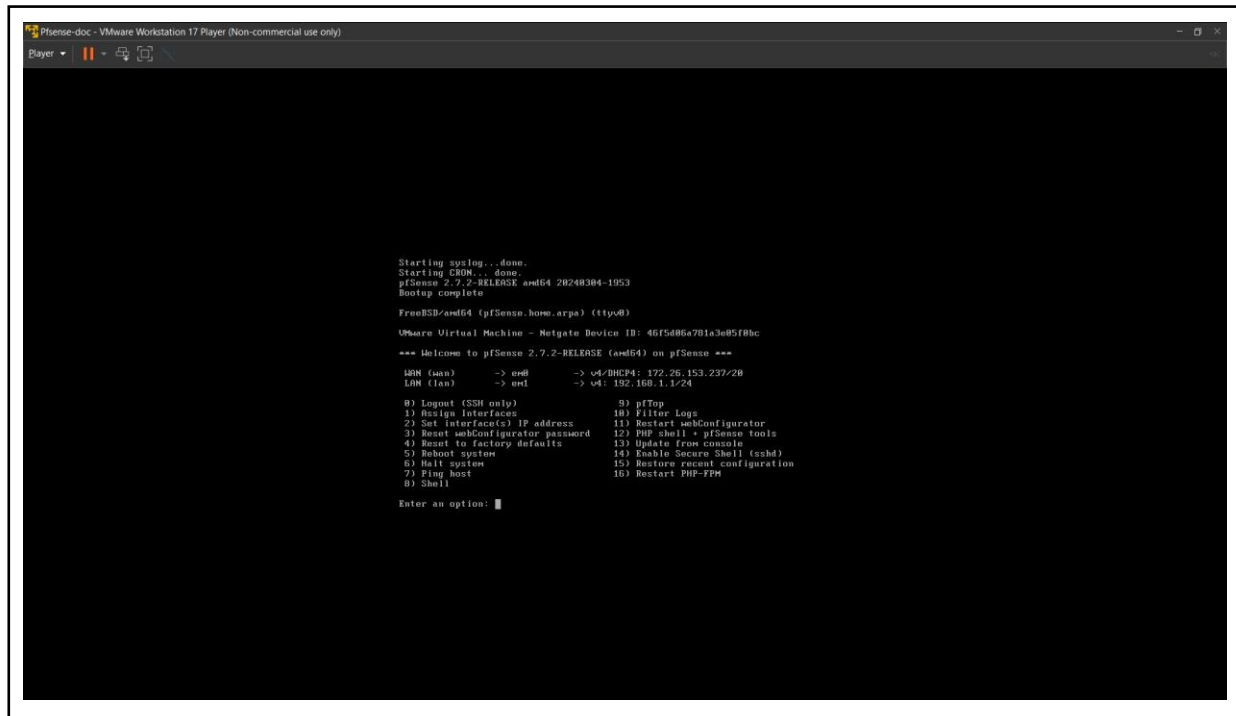 Pfsense-doc - VMware Workstation 17 Player (Non-commercial use only)
Player
Starting syslog...done.
Starting CRON... done.
pfSense 2.7.2-RELEASE amd64 20240304-1953
Bootup complete
FreeBSD/amd64 (pfSense.home.arpa) (ttyv0)
VMware Virtual Machine - Netgate Device ID: 46f5d06a781a3e05f0bc
*** Welcome to pfSense 2.7.2-RELEASE (amd64) on pfSense ***
WAN (wan) -> em0 -> v4/DHCP4: 172.26.153.237/20
LAN (lan) -> em1 -> v4: 192.168.1.1/24
0) Logout (SSH only) 9) pfTop
1) Assign Interfaces 10) Filter Logs
2) Set interface(s) IP address 11) Restart webConfigurator
3) Reset webConfigurator password 12) PHP shell + pfSense tools
4) Reset to factory defaults 13) Update from console
5) Reboot system 14) Enable Secure Shell (sshd)
6) Halt system 15) Restore recent configuration
7) Ping host 16) Restart PHP-FPM
8) Shell
Enter an option: